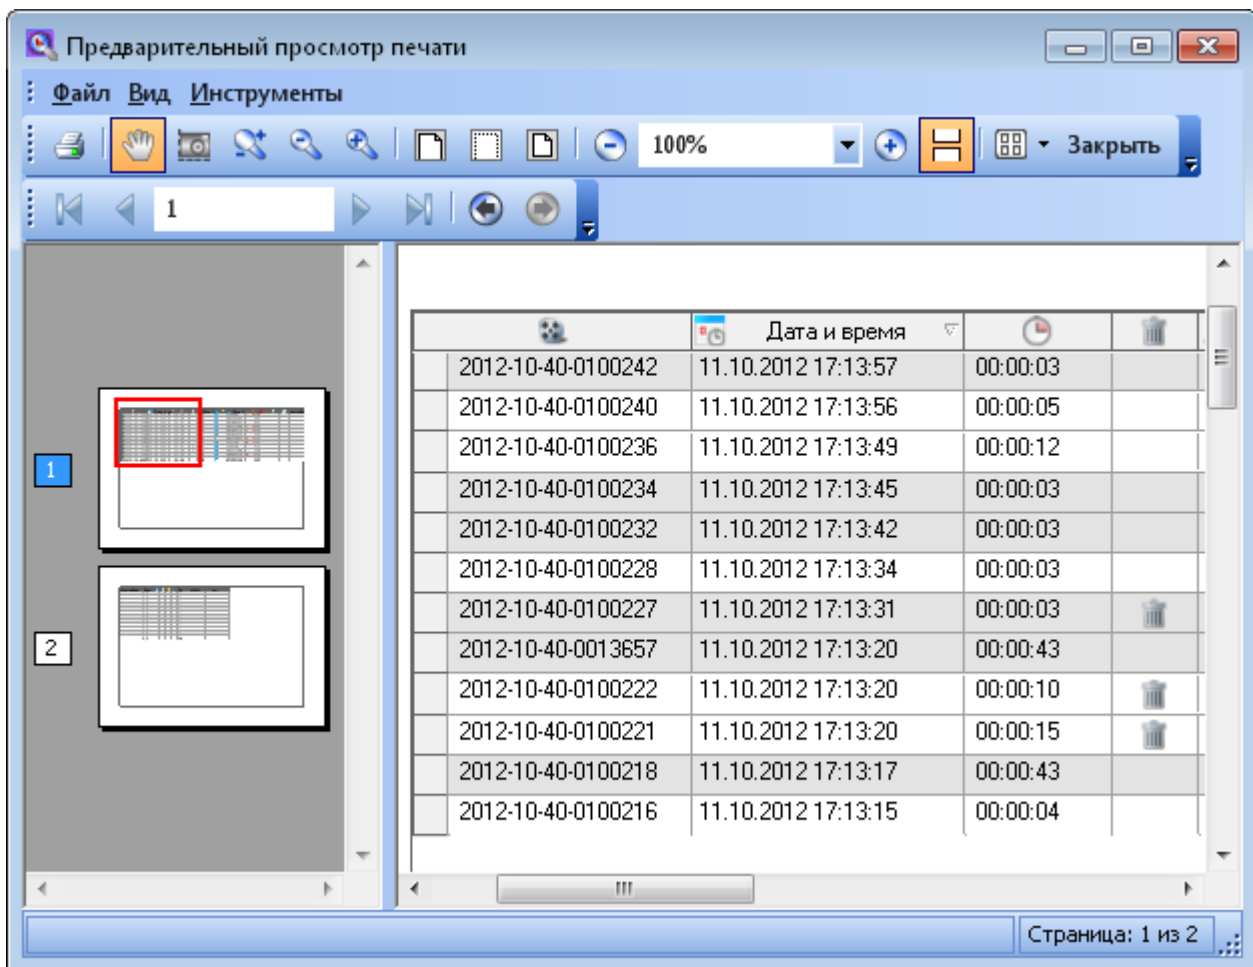 Предварительный просмотр печати
Файл Вид Инструменты
100% Закрыть
1
Дата и время
2012-10-40-0100242 11.10.2012 17:13:57 00:00:03
2012-10-40-0100240 11.10.2012 17:13:56 00:00:05
2012-10-40-0100236 11.10.2012 17:13:49 00:00:12
2012-10-40-0100234 11.10.2012 17:13:45 00:00:03
2012-10-40-0100232 11.10.2012 17:13:42 00:00:03
2012-10-40-0100228 11.10.2012 17:13:34 00:00:03
2012-10-40-0100227 11.10.2012 17:13:31 00:00:03
2012-10-40-0013657 11.10.2012 17:13:20 00:00:43
2012-10-40-0100222 11.10.2012 17:13:20 00:00:10
2012-10-40-0100221 11.10.2012 17:13:20 00:00:15
2012-10-40-0100218 11.10.2012 17:13:17 00:00:43
2012-10-40-0100216 11.10.2012 17:13:15 00:00:04
1
2
Страница: 1 из 2